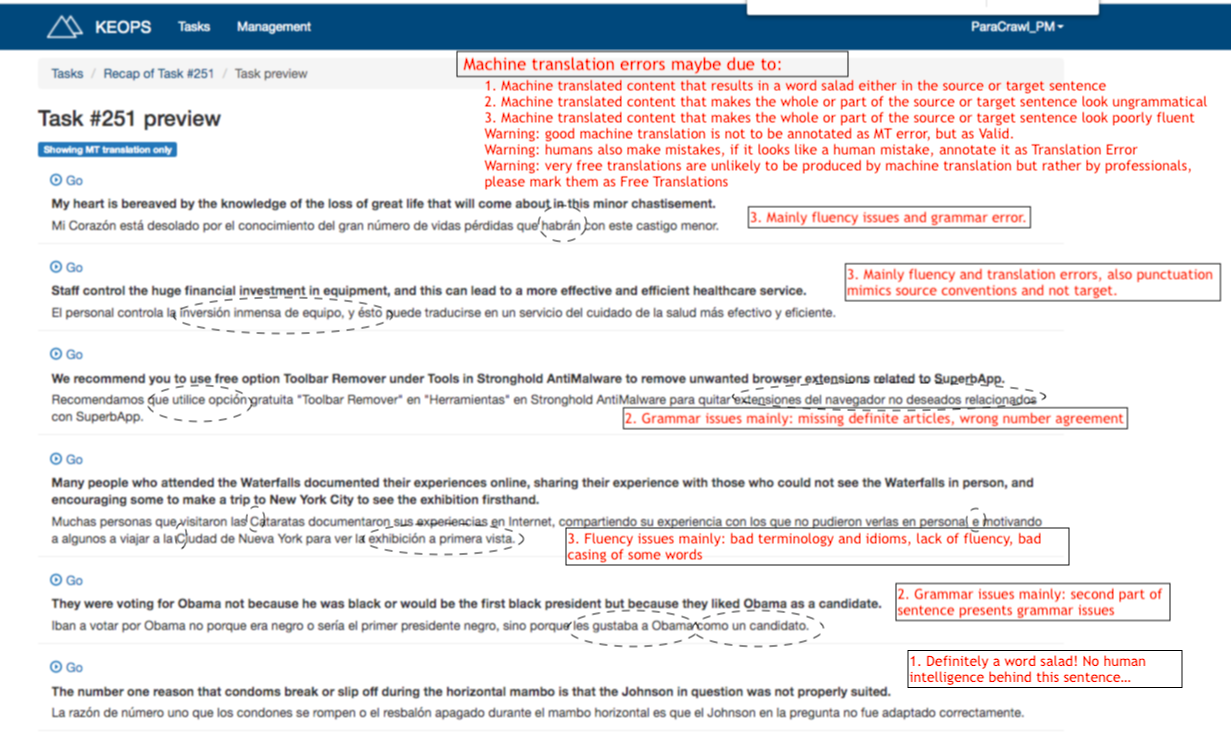 KEOPS Tasks Management ParaCrawl_PM
Tasks / Recap of Task #251 / Task preview
Machine translation errors maybe due to:
1. Machine translated content that results in a word salad either in the source or target sentence
2. Machine translated content that makes the whole or part of the source or target sentence look ungrammatical
3. Machine translated content that makes the whole or part of the source or target sentence look poorly fluent
Warning: good machine translation is not to be annotated as MT error, but as Valid.
Warning: humans also make mistakes, if it looks like a human mistake, annotate it as Translation Error
Warning: very free translations are unlikely to be produced by machine translation but rather by professionals,
please mark them as Free Translations
Task #251 preview
Showing MT translation only
Go
My heart is bereaved by the knowledge of the loss of great life that will come about in this minor chastisement.
Mi Corazón está desolado por el conocimiento del gran número de vidas pérdidas que habrán con este castigo menor.
3. Mainly fluency issues and grammar error.
Go
Staff control the huge financial investment in equipment, and this can lead to a more effective and efficient healthcare service.
El personal controla la inversión inmensa de equipo, y ésto puede traducirse en un servicio del cuidado de la salud más efectivo y eficiente.
3. Mainly fluency and translation errors, also punctuation
mimics source conventions and not target.
Go
We recommend you to use free option Toolbar Remover under Tools in Stronghold AntiMalware to remove unwanted browser extensions related to SuperbApp.
Recomendamos que utilice opción gratuita "Toolbar Remover" en "Herramientas" en Stronghold AntiMalware para quitar extensiones del navegador no deseados relacionados
con SuperbApp.
2. Grammar issues mainly: missing definite articles, wrong number agreement
Go
Many people who attended the Waterfalls documented their experiences online, sharing their experience with those who could not see the Waterfalls in person, and
encouraging some to make a trip to New York City to see the exhibition firsthand.
Muchas personas que visitaron las Cataratas documentaron sus experiencias en Internet, compartiendo su experiencia con los que no pudieron verlas en personal e motivando
a algunos a viajar a la Ciudad de Nueva York para ver la exhibición a primera vista.
3. Fluency issues mainly: bad terminology and idioms, lack of fluency, bad
casing of some words
Go
They were voting for Obama not because he was black or would be the first black president but because they liked Obama as a candidate.
Iban a votar por Obama no porque era negro o sería el primer presidente negro, sino porque les gustaba a Obama como un candidato.
2. Grammar issues mainly: second part of
sentence presents grammar issues
Go
The number one reason that condoms break or slip off during the horizontal mambo is that the Johnson in question was not properly suited.
La razón de número uno que los condones se rompen o el resbalón apagado durante el mambo horizontal es que el Johnson en la pregunta no fue adaptado correctamente.
1. Definitely a word salad! No human
intelligence behind this sentence…